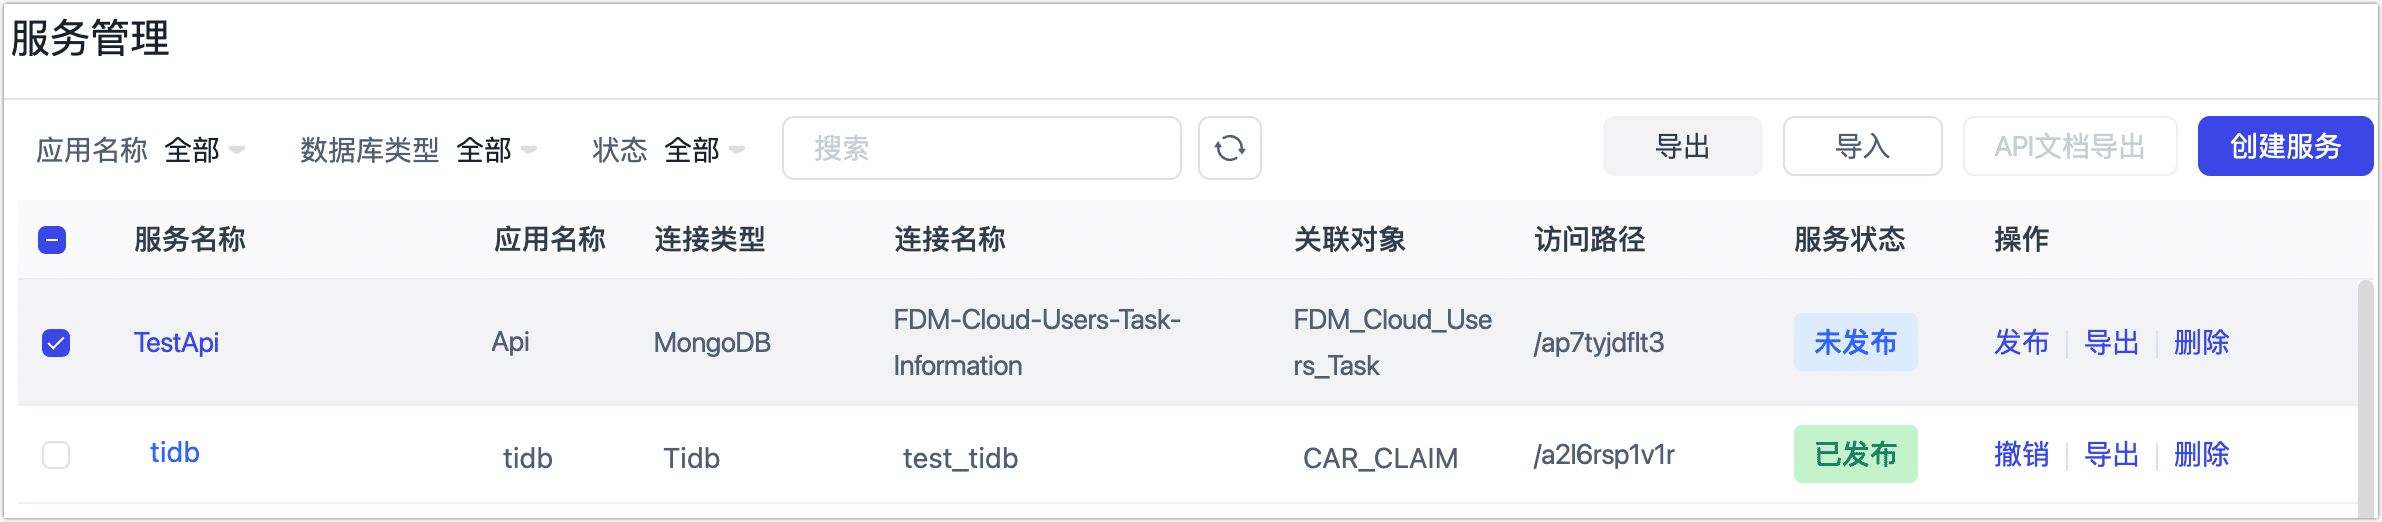 服务管理
应用名称 全部 数据库类型 全部 状态 全部 搜索 导出 导入 API文档导出 创建服务
服务名称 应用名称 连接类型 连接名称 关联对象 访问路径 服务状态 操作
TestApi Api MongoDB FDM-Cloud-Users-Task- FDM_Cloud_Use /ap7tyjdflt3 未发布 发布 导出 删除
Information rs_Task
tidb tidb Tidb test_tidb CAR_CLAIM /a2l6rsp1v1r 已发布 撤销 导出 删除